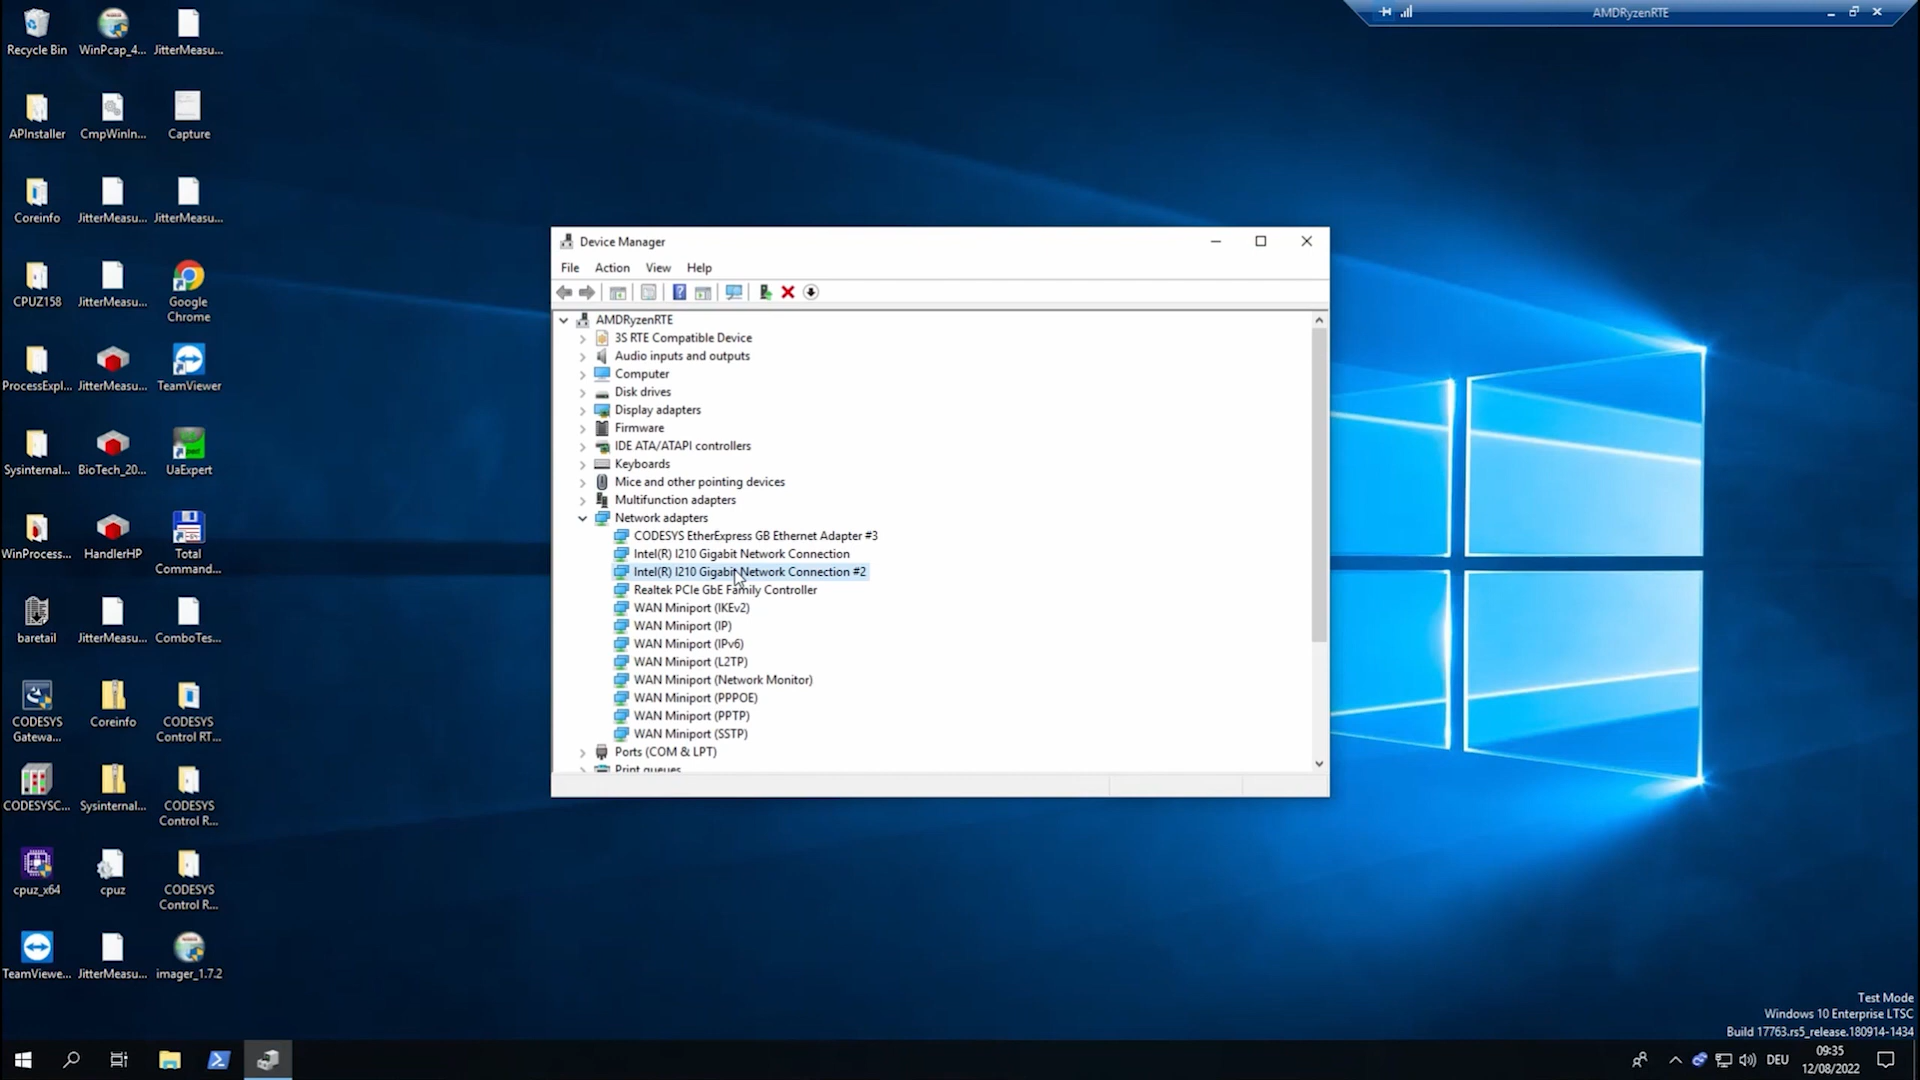 AMDRyzenRTE
Recycle Bin
WinPcap_4...
JitterMeasu...
APInstaller
CmpWinIn...
Capture
Coreinfo
JitterMeasu...
JitterMeasu...
CPUZ158
JitterMeasu...
Google
Chrome
ProcessExpl...
JitterMeasu...
TeamViewer
Sysinternal...
BioTech_20...
UaExpert
WinProcess...
HandlerHP
Total
Command...
baretail
JitterMeasu...
ComboTes...
CODESYS
Gatewa...
Coreinfo
CODESYS
Control RT...
CODESYSC...
Sysinternal...
CODESYS
Control R...
cpuz_x64
cpuz
CODESYS
Control R...
TeamViewe...
JitterMeasu...
imager_1.7.2
Device Manager
File Action View Help
AMDRyzenRTE
3S RTE Compatible Device
Audio inputs and outputs
Computer
Disk drives
Display adapters
Firmware
IDE ATA/ATAPI controllers
Keyboards
Mice and other pointing devices
Multifunction adapters
Network adapters
CODESYS EtherExpress GB Ethernet Adapter #3
Intel(R) I210 Gigabit Network Connection
Intel(R) I210 Gigabit Network Connection #2
Realtek PCIe GbE Family Controller
WAN Miniport (IKEv2)
WAN Miniport (IP)
WAN Miniport (IPv6)
WAN Miniport (L2TP)
WAN Miniport (Network Monitor)
WAN Miniport (PPPOE)
WAN Miniport (PPTP)
WAN Miniport (SSTP)
Ports (COM & LPT)
Print queues
Test Mode
Windows 10 Enterprise LTSC
Build 17763.rs5_release.180914-1434
DEU
09:35
12/08/2022